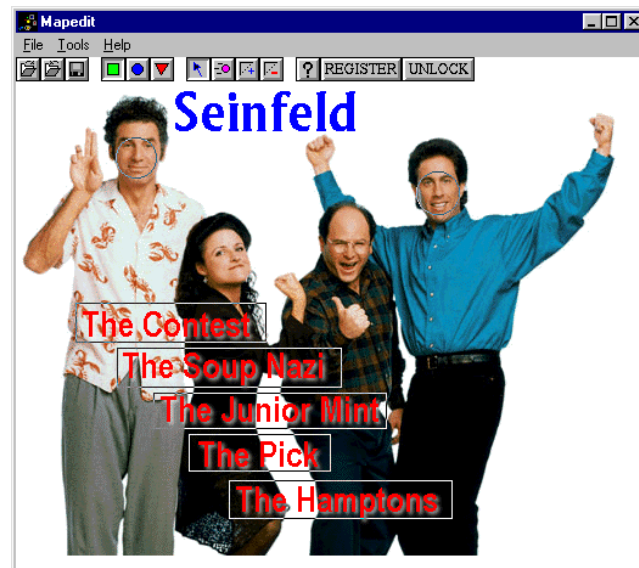 Mapedit
File Tools Help
? REGISTER UNLOCK
Seinfeld
The Contest
The Soup Nazi
The Junior Mint
The Pick
The Hamptons